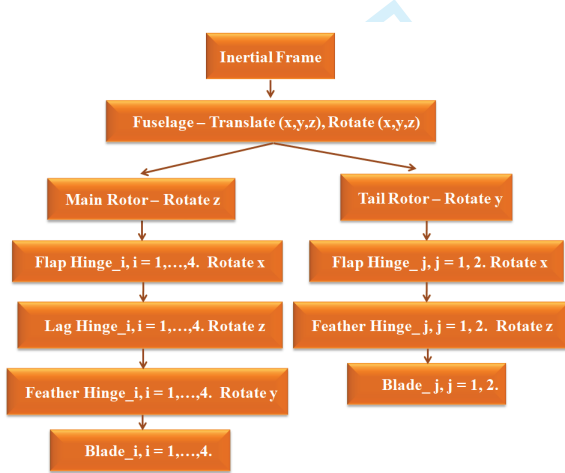 Inertial Frame
Fuselage – Translate (x,y,z), Rotate (x,y,z)
Main Rotor – Rotate z
Flap Hinge_i, i = 1,…,4.  Rotate x
Lag Hinge_i, i = 1,…,4. Rotate z
Feather Hinge_i, i = 1,…,4.  Rotate y
Blade_i, i = 1,…,4.
Tail Rotor – Rotate y
Flap Hinge_ j, j = 1, 2. Rotate x
Feather Hinge_ j, j = 1, 2.  Rotate z
Blade_ j, j = 1, 2.